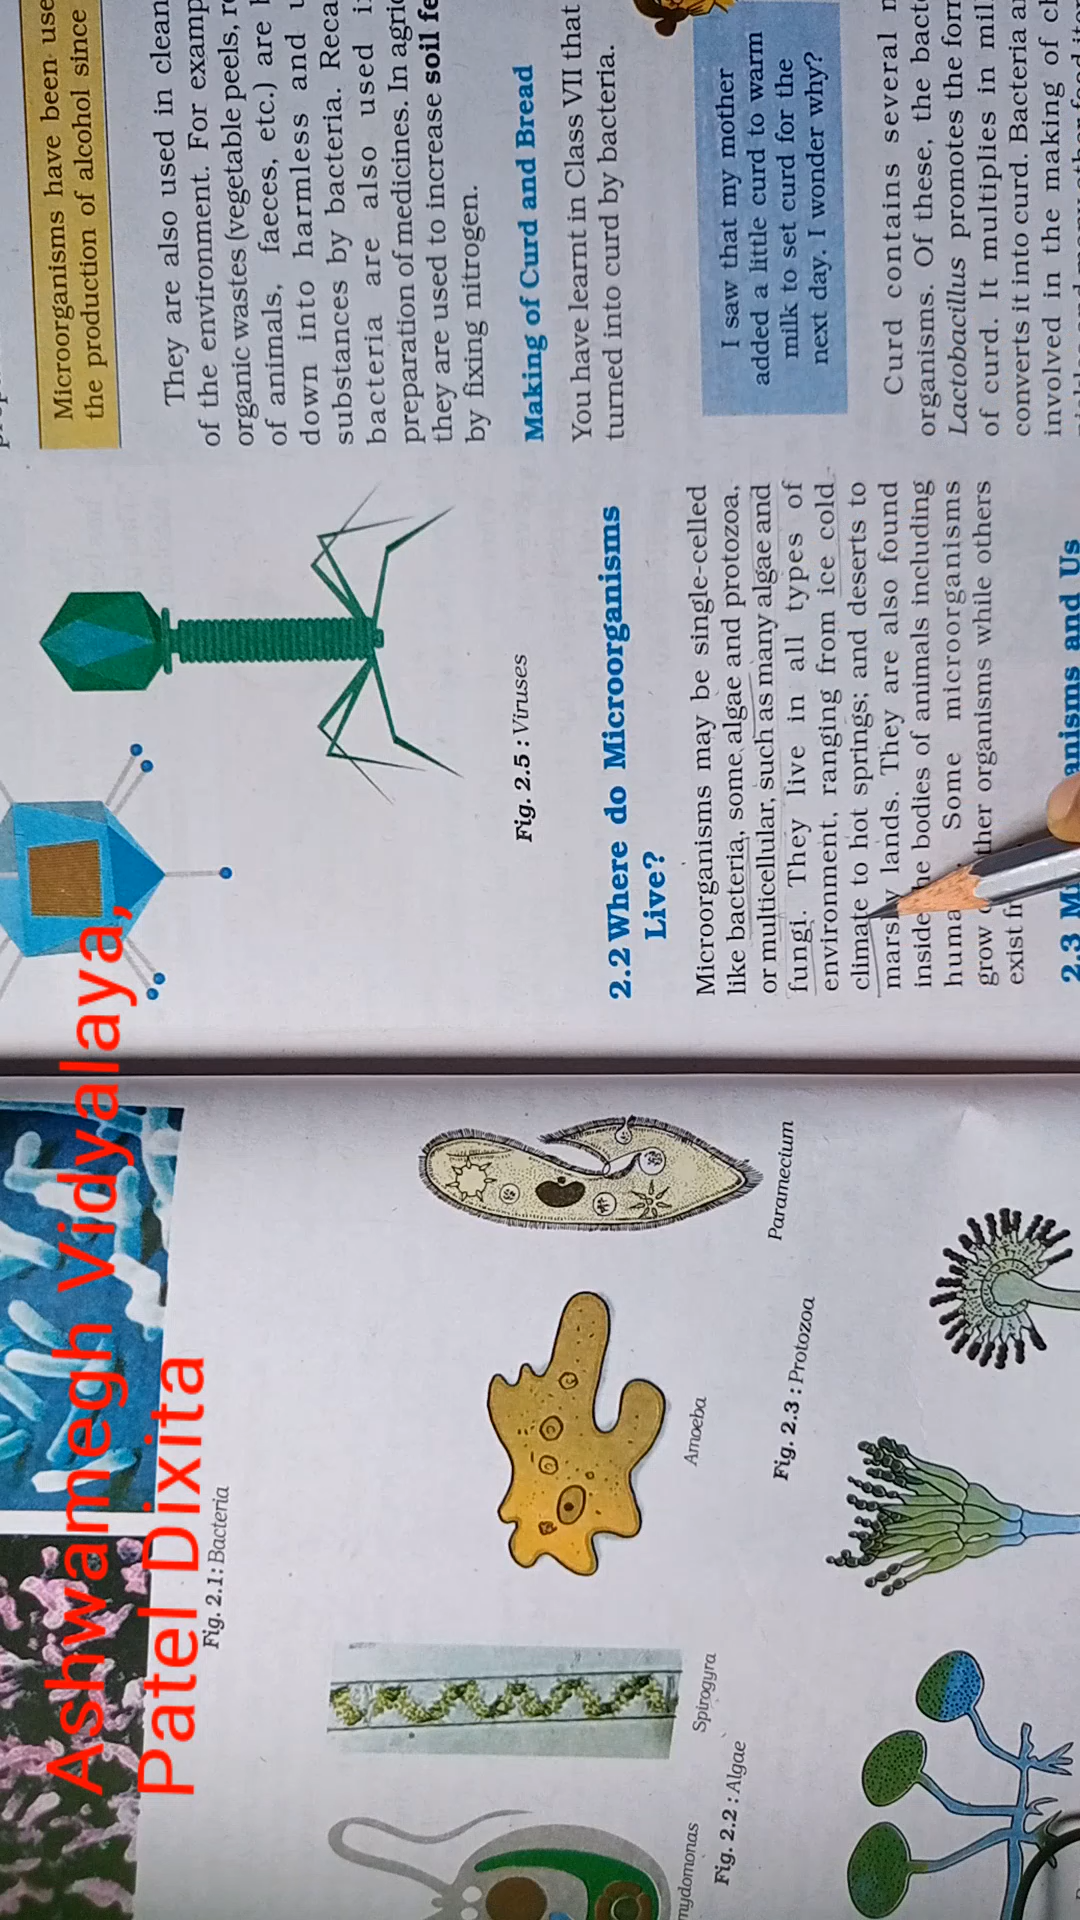 Ashwamegh Vidyalaya,
Patel Dixita
Fig. 2.1: Bacteria
Spirogyra
Fig. 2.2 : Algae
Amoeba
Paramecium
Fig. 2.3 : Protozoa
Fig. 2.5 : Viruses
2.2 Where do Microorganisms
Live?
Microorganisms may be single-celled
like bacteria, some algae and protozoa,
or multicellular, such as many algae and
fungi. They live in all types of
environment, ranging from ice cold
climate to hot springs; and deserts to
lands. They are also found
inside bodies of animals including
Some microorganisms
grow organisms while others
exist
2.3 and Us
Microorganisms have been use
the production of alcohol since
They are also used in clean
of the environment. For examp
organic wastes (vegetable peels, r
of animals, faeces, etc.) are
down into harmless and
substances by bacteria. Reca
bacteria are also used i
preparation of medicines. In agric
they are used to increase soil fe
by fixing nitrogen.
Making of Curd and Bread
You have learnt in Class VII that
turned into curd by bacteria.
I saw that my mother
added a little curd to warm
milk to set curd for the
next day. I wonder why?
Curd contains several
organisms. Of these, the bact
Lactobacillus promotes the for
of curd. It multiplies in mil
converts it into curd. Bacteria
involved in the making of ch